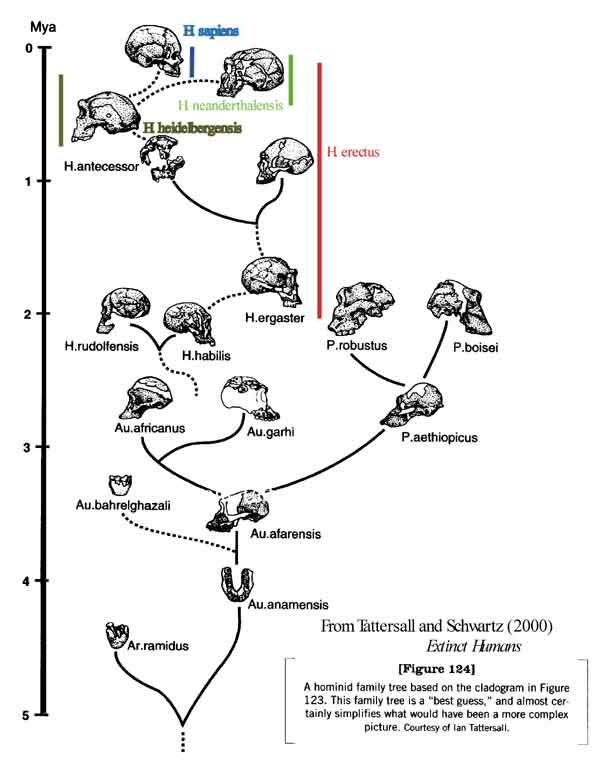 Mya
0
H. sapiens
H. neanderthalensis
H. heidelbergensis
H. erectus
H.antecessor
1
H.ergaster
2
P.robustus
P.boisei
H.rudolfensis
H.habilis
Au.africanus
Au.garhi
P.aethiopicus
3
Au.bahrelghazali
Au.afarensis
4
Au.anamensis
Ar.ramidus
5
From Tattersall and Schwartz (2000)
Extinct Humans
[Figure 124]
A hominid family tree based on the cladogram in Figure
123. This family tree is a "best guess," and almost cer-
tainly simplifies what would have been a more complex
picture. Courtesy of Ian Tattersall.